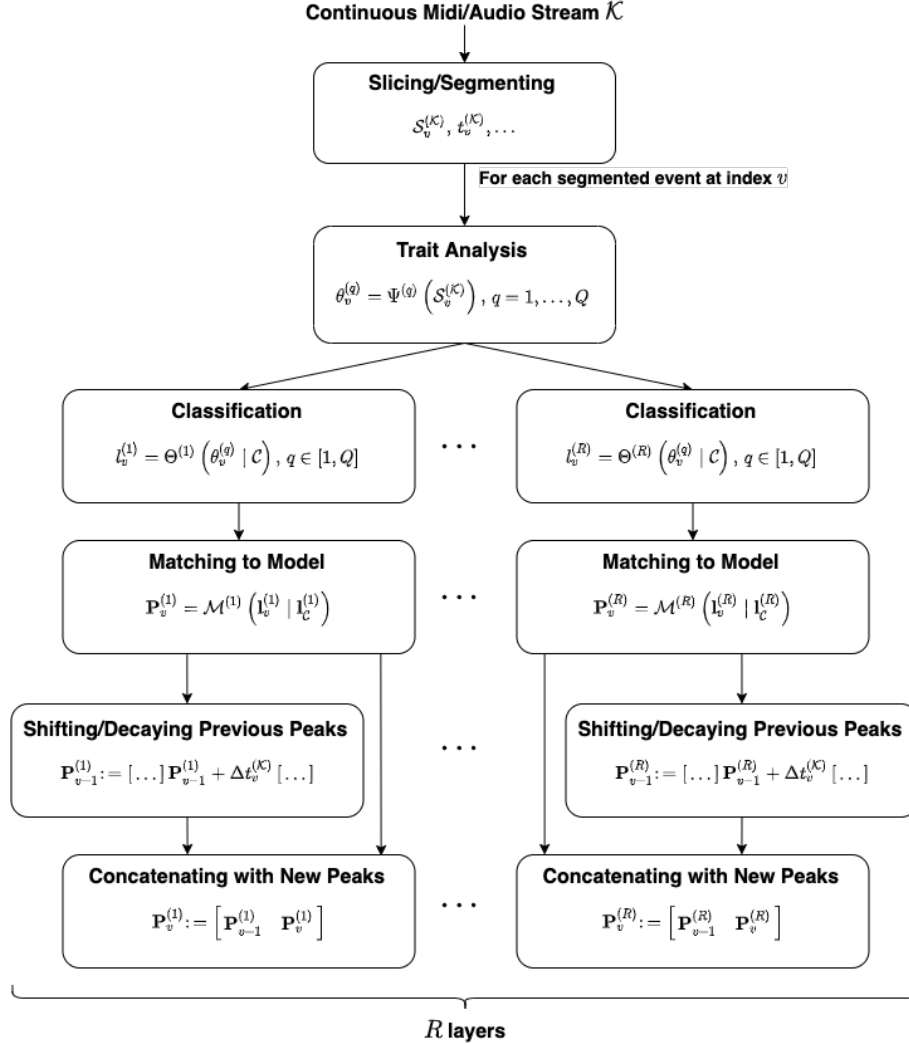 Continuous Midi/Audio Stream 𝒦
Slicing/Segmenting
𝒮_v^{(𝒦)}, t_v^{(𝒦)}, …
For each segmented event at index v
Trait Analysis
θ_v^{(q)} = Ψ^{(q)} (𝒮_v^{(𝒦)}), q = 1, …, Q
Classification
l_v^{(1)} = Θ^{(1)} (θ_v^{(q)} | 𝒞), q ∈ [1, Q]
…
Classification
l_v^{(R)} = Θ^{(R)} (θ_v^{(q)} | 𝒞), q ∈ [1, Q]
Matching to Model
𝐏_v^{(1)} = ℳ^{(1)} (𝐥_v^{(1)} | 𝐥_𝒞^{(1)})
…
Matching to Model
𝐏_v^{(R)} = ℳ^{(R)} (𝐥_v^{(R)} | 𝐥_𝒞^{(R)})
Shifting/Decaying Previous Peaks
𝐏_{v−1}^{(1)} := […] 𝐏_{v−1}^{(1)} + Δt_v^{(𝒦)} […]
…
Shifting/Decaying Previous Peaks
𝐏_{v−1}^{(R)} := […] 𝐏_{v−1}^{(R)} + Δt_v^{(𝒦)} […]
Concatenating with New Peaks
𝐏_v^{(1)} := [𝐏_{v−1}^{(1)} 𝐏_v^{(1)}]
…
Concatenating with New Peaks
𝐏_v^{(R)} := [𝐏_{v−1}^{(R)} 𝐏_v^{(R)}]
R layers